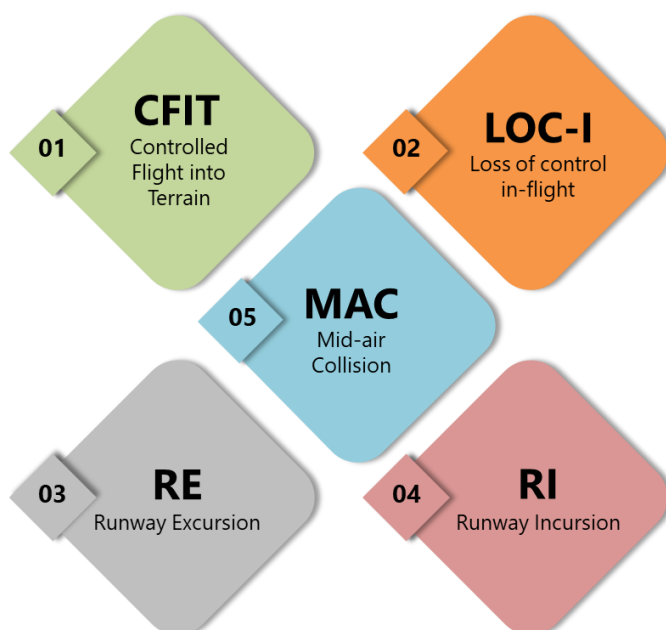 01
CFIT
Controlled
Flight into
Terrain
02
LOC-I
Loss of control
in-flight
05
MAC
Mid-air
Collision
03
RE
Runway Excursion
04
RI
Runway Incursion